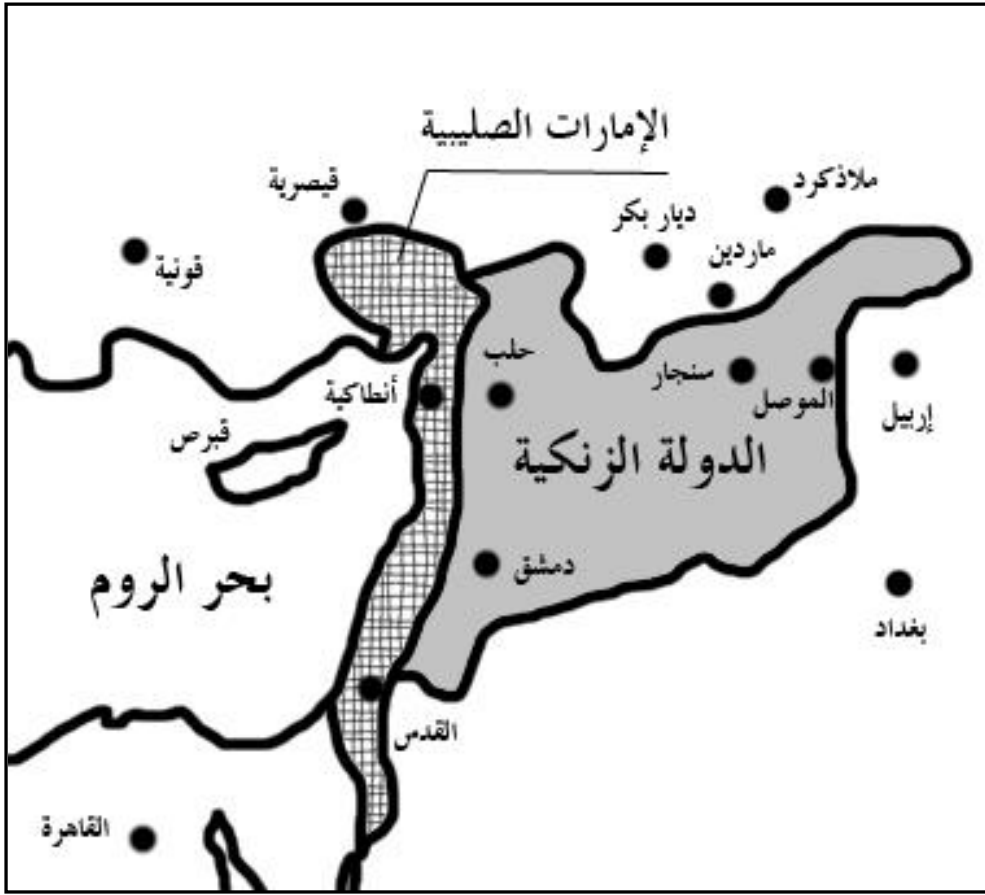 الإمارات الصليبية
ملاذكرد
قيصرية
ديار بكر
ماردين
قونية
حلب
سنجار
الموصل
أنطاكية
إربيل
قبرص
الدولة الزنكية
دمشق
بحر الروم
بغداد
القدس
القاهرة